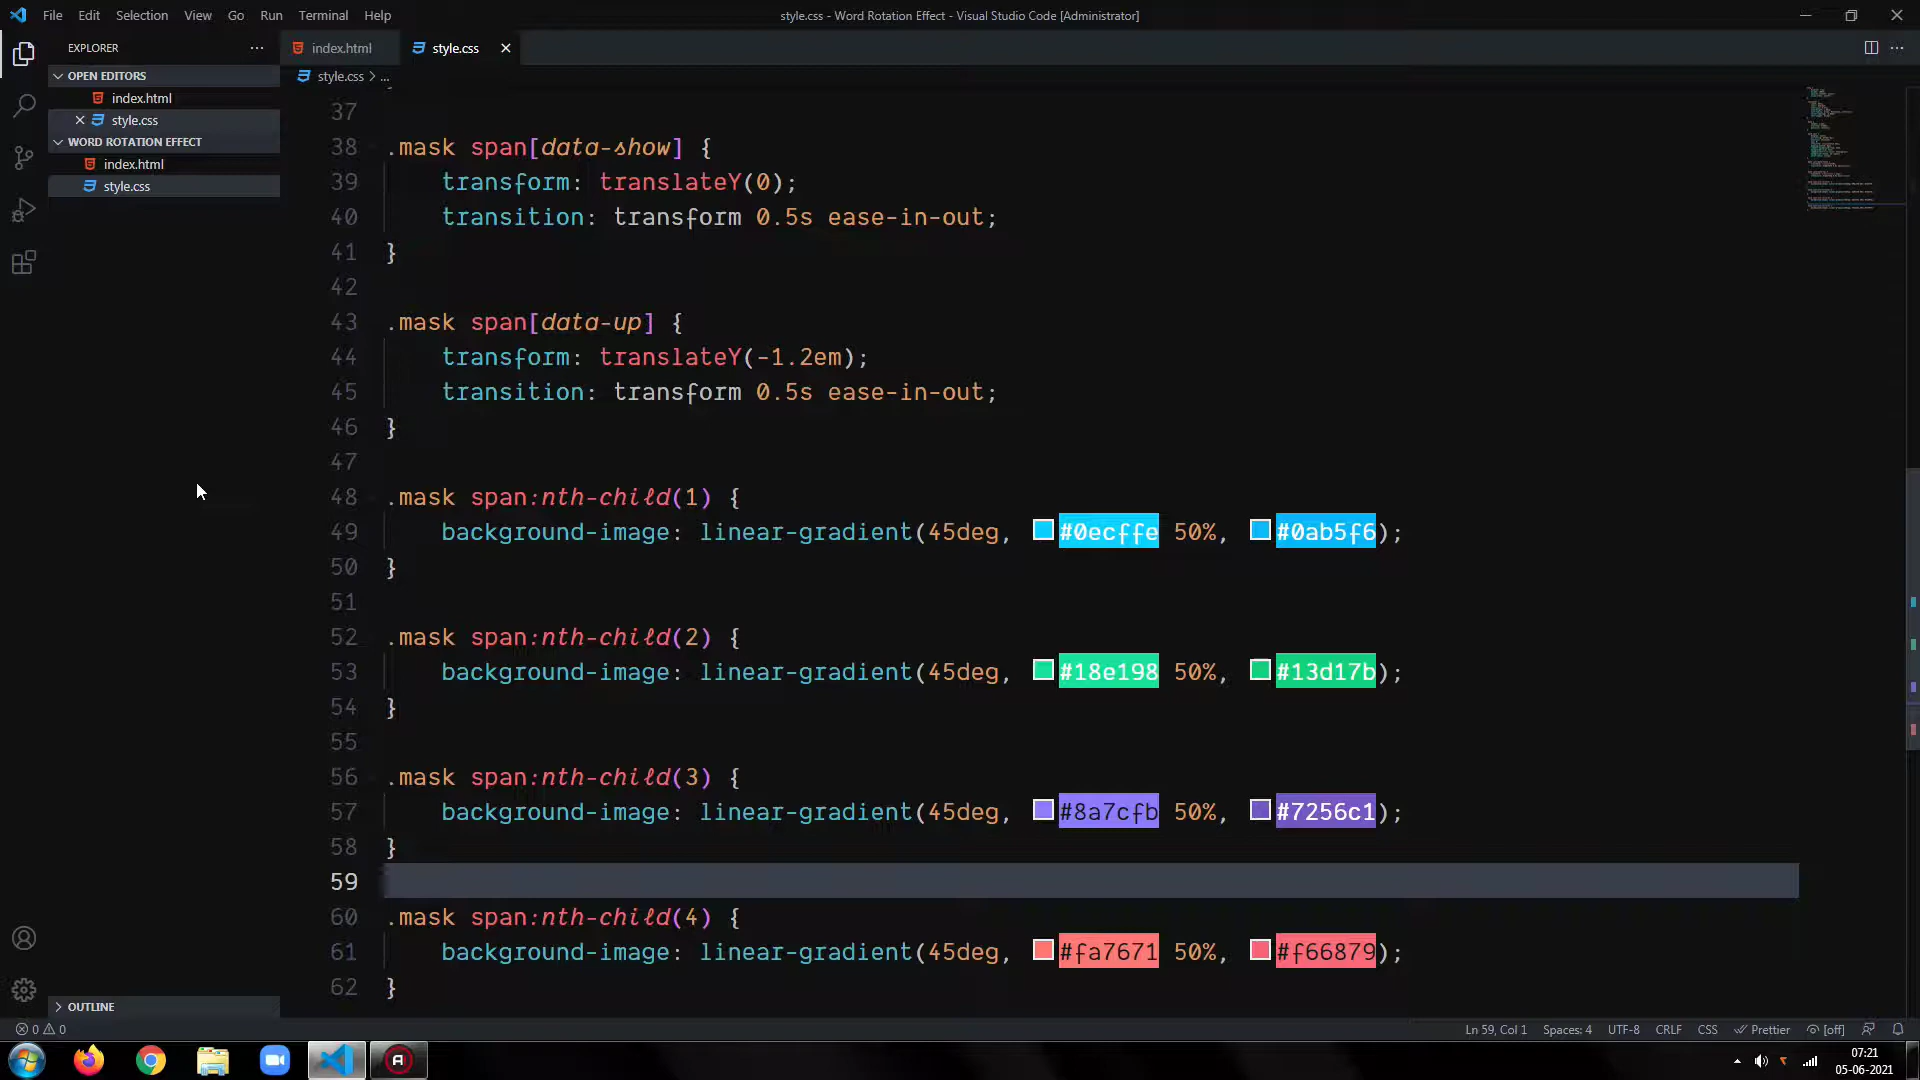 File Edit Selection View Go Run Terminal Help
style.css - Word Rotation Effect - Visual Studio Code [Administrator]
EXPLORER
OPEN EDITORS
index.html
style.css
WORD ROTATION EFFECT
index.html
style.css
OUTLINE
index.html
style.css
style.css > ...
37
38 .mask span[data-show] {
39 transform: translateY(0);
40 transition: transform 0.5s ease-in-out;
41 }
42
43 .mask span[data-up] {
44 transform: translateY(-1.2em);
45 transition: transform 0.5s ease-in-out;
46 }
47
48 .mask span:nth-child(1) {
49 background-image: linear-gradient(45deg, #0ecffe 50%, #0ab5f6);
50 }
51
52 .mask span:nth-child(2) {
53 background-image: linear-gradient(45deg, #18e198 50%, #13d17b);
54 }
55
56 .mask span:nth-child(3) {
57 background-image: linear-gradient(45deg, #8a7cfb 50%, #7256c1);
58 }
59
60 .mask span:nth-child(4) {
61 background-image: linear-gradient(45deg, #fa7671 50%, #f66879);
62 }
0 0
Ln 59, Col 1 Spaces: 4 UTF-8 CRLF CSS Prettier [off]
07:21
05-06-2021